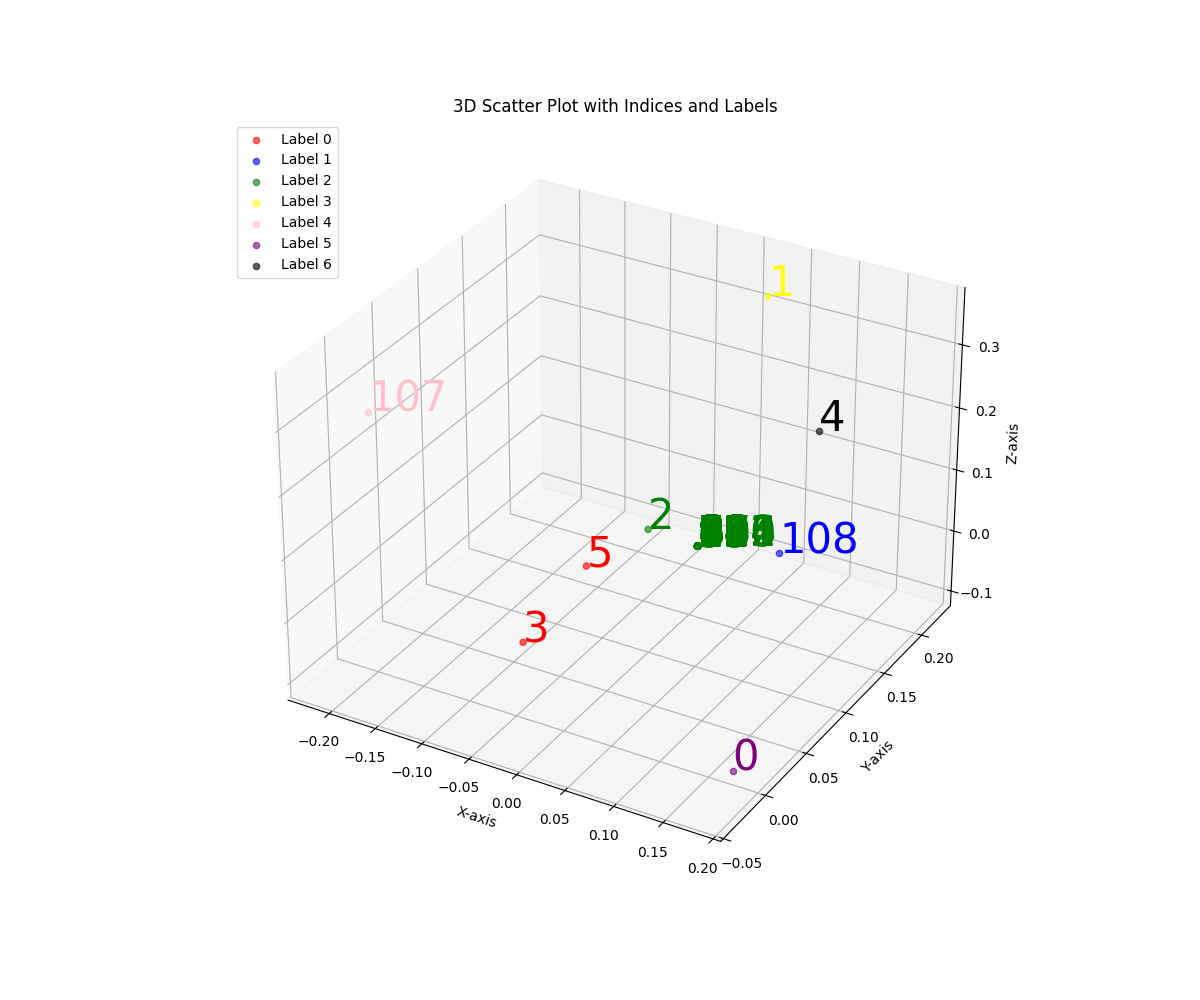 3D Scatter Plot with Indices and Labels
Label 0
Label 1
Label 2
Label 3
Label 4
Label 5
Label 6
1
107
4
2
108
5
3
0
0.3
0.2
0.1
0.0
−0.1
Z-axis
0.20
0.15
0.10
0.05
0.00
−0.05
Y-axis
−0.20
−0.15
−0.10
−0.05
0.00
0.05
0.10
0.15
0.20
X-axis